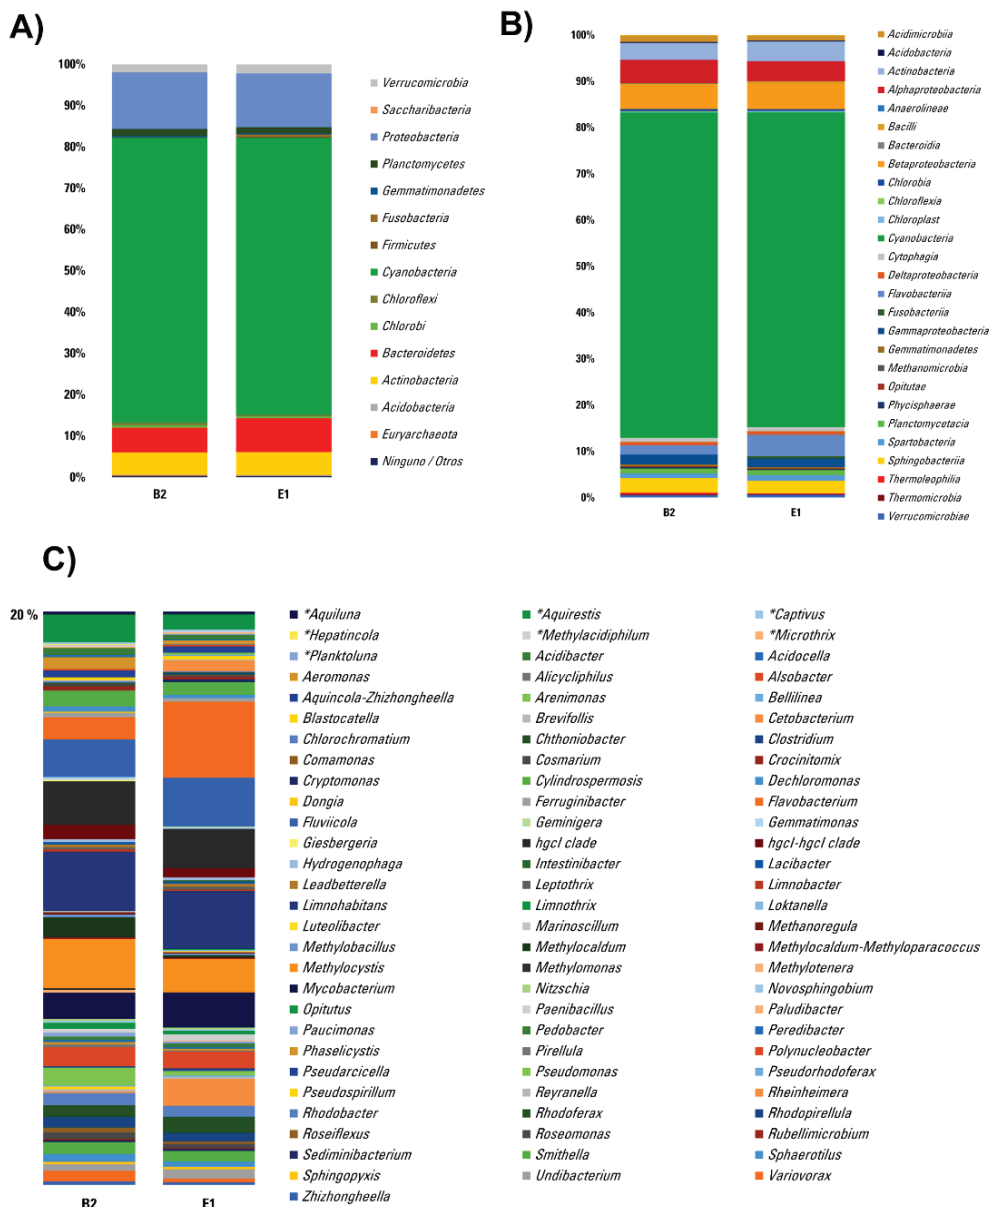 A)
100%
90%
80%
70%
60%
50%
40%
30%
20%
10%
0%
B2 E1
Verrucomicrobia
Saccharibacteria
Proteobacteria
Planctomycetes
Gemmatimonadetes
Fusobacteria
Firmicutes
Cyanobacteria
Chloroflexi
Chlorobi
Bacteroidetes
Actinobacteria
Acidobacteria
Euryarchaeota
Ninguno / Otros
B)
100%
90%
80%
70%
60%
50%
40%
30%
20%
10%
0%
B2 E1
Acidimicrobiia
Acidobacteria
Actinobacteria
Alphaproteobacteria
Anaerolineae
Bacilli
Bacteroidia
Betaproteobacteria
Chlorobia
Chloroflexia
Chloroplast
Cyanobacteria
Cytophagia
Deltaproteobacteria
Flavobacteriia
Fusobacteriia
Gammaproteobacteria
Gemmatimonadetes
Methanomicrobia
Opitutae
Phycisphaerae
Planctomycetacia
Spartobacteria
Sphingobacteriia
Thermoleophilia
Thermomicrobia
Verrucomicrobiae
C)
20 %
B2 E1
*Aquiluna *Aquirestis *Captivus
*Hepatincola *Methylacidiphilum *Microthrix
*Planktoluna Acidibacter Acidocella
Aeromonas Alicycliphilus Alsobacter
Aquincola-Zhizhongheella Arenimonas Bellilinea
Blastocatella Brevifollis Cetobacterium
Chlorochromatium Chthoniobacter Clostridium
Comamonas Cosmarium Crocinitomix
Cryptomonas Cylindrospermosis Dechloromonas
Dongia Ferruginibacter Flavobacterium
Fluviicola Geminigera Gemmatimonas
Giesbergeria hgcI clade hgcI-hgcI clade
Hydrogenophaga Intestinibacter Lacibacter
Leadbetterella Leptothrix Limnobacter
Limnohabitans Limnothrix Loktanella
Luteolibacter Marinoscillum Methanoregula
Methylobacillus Methylocaldum Methylocaldum-Methyloparacoccus
Methylocystis Methylomonas Methylotenera
Mycobacterium Nitzschia Novosphingobium
Opitutus Paenibacillus Paludibacter
Paucimonas Pedobacter Peredibacter
Phaselicystis Pirellula Polynucleobacter
Pseudarcicella Pseudomonas Pseudorhodoferax
Pseudospirillum Reyranella Rheinheimera
Rhodobacter Rhodoferax Rhodopirellula
Roseiflexus Roseomonas Rubellimicrobium
Sediminibacterium Smithella Sphaerotilus
Sphingopyxis Undibacterium Variovorax
Zhizhongheella